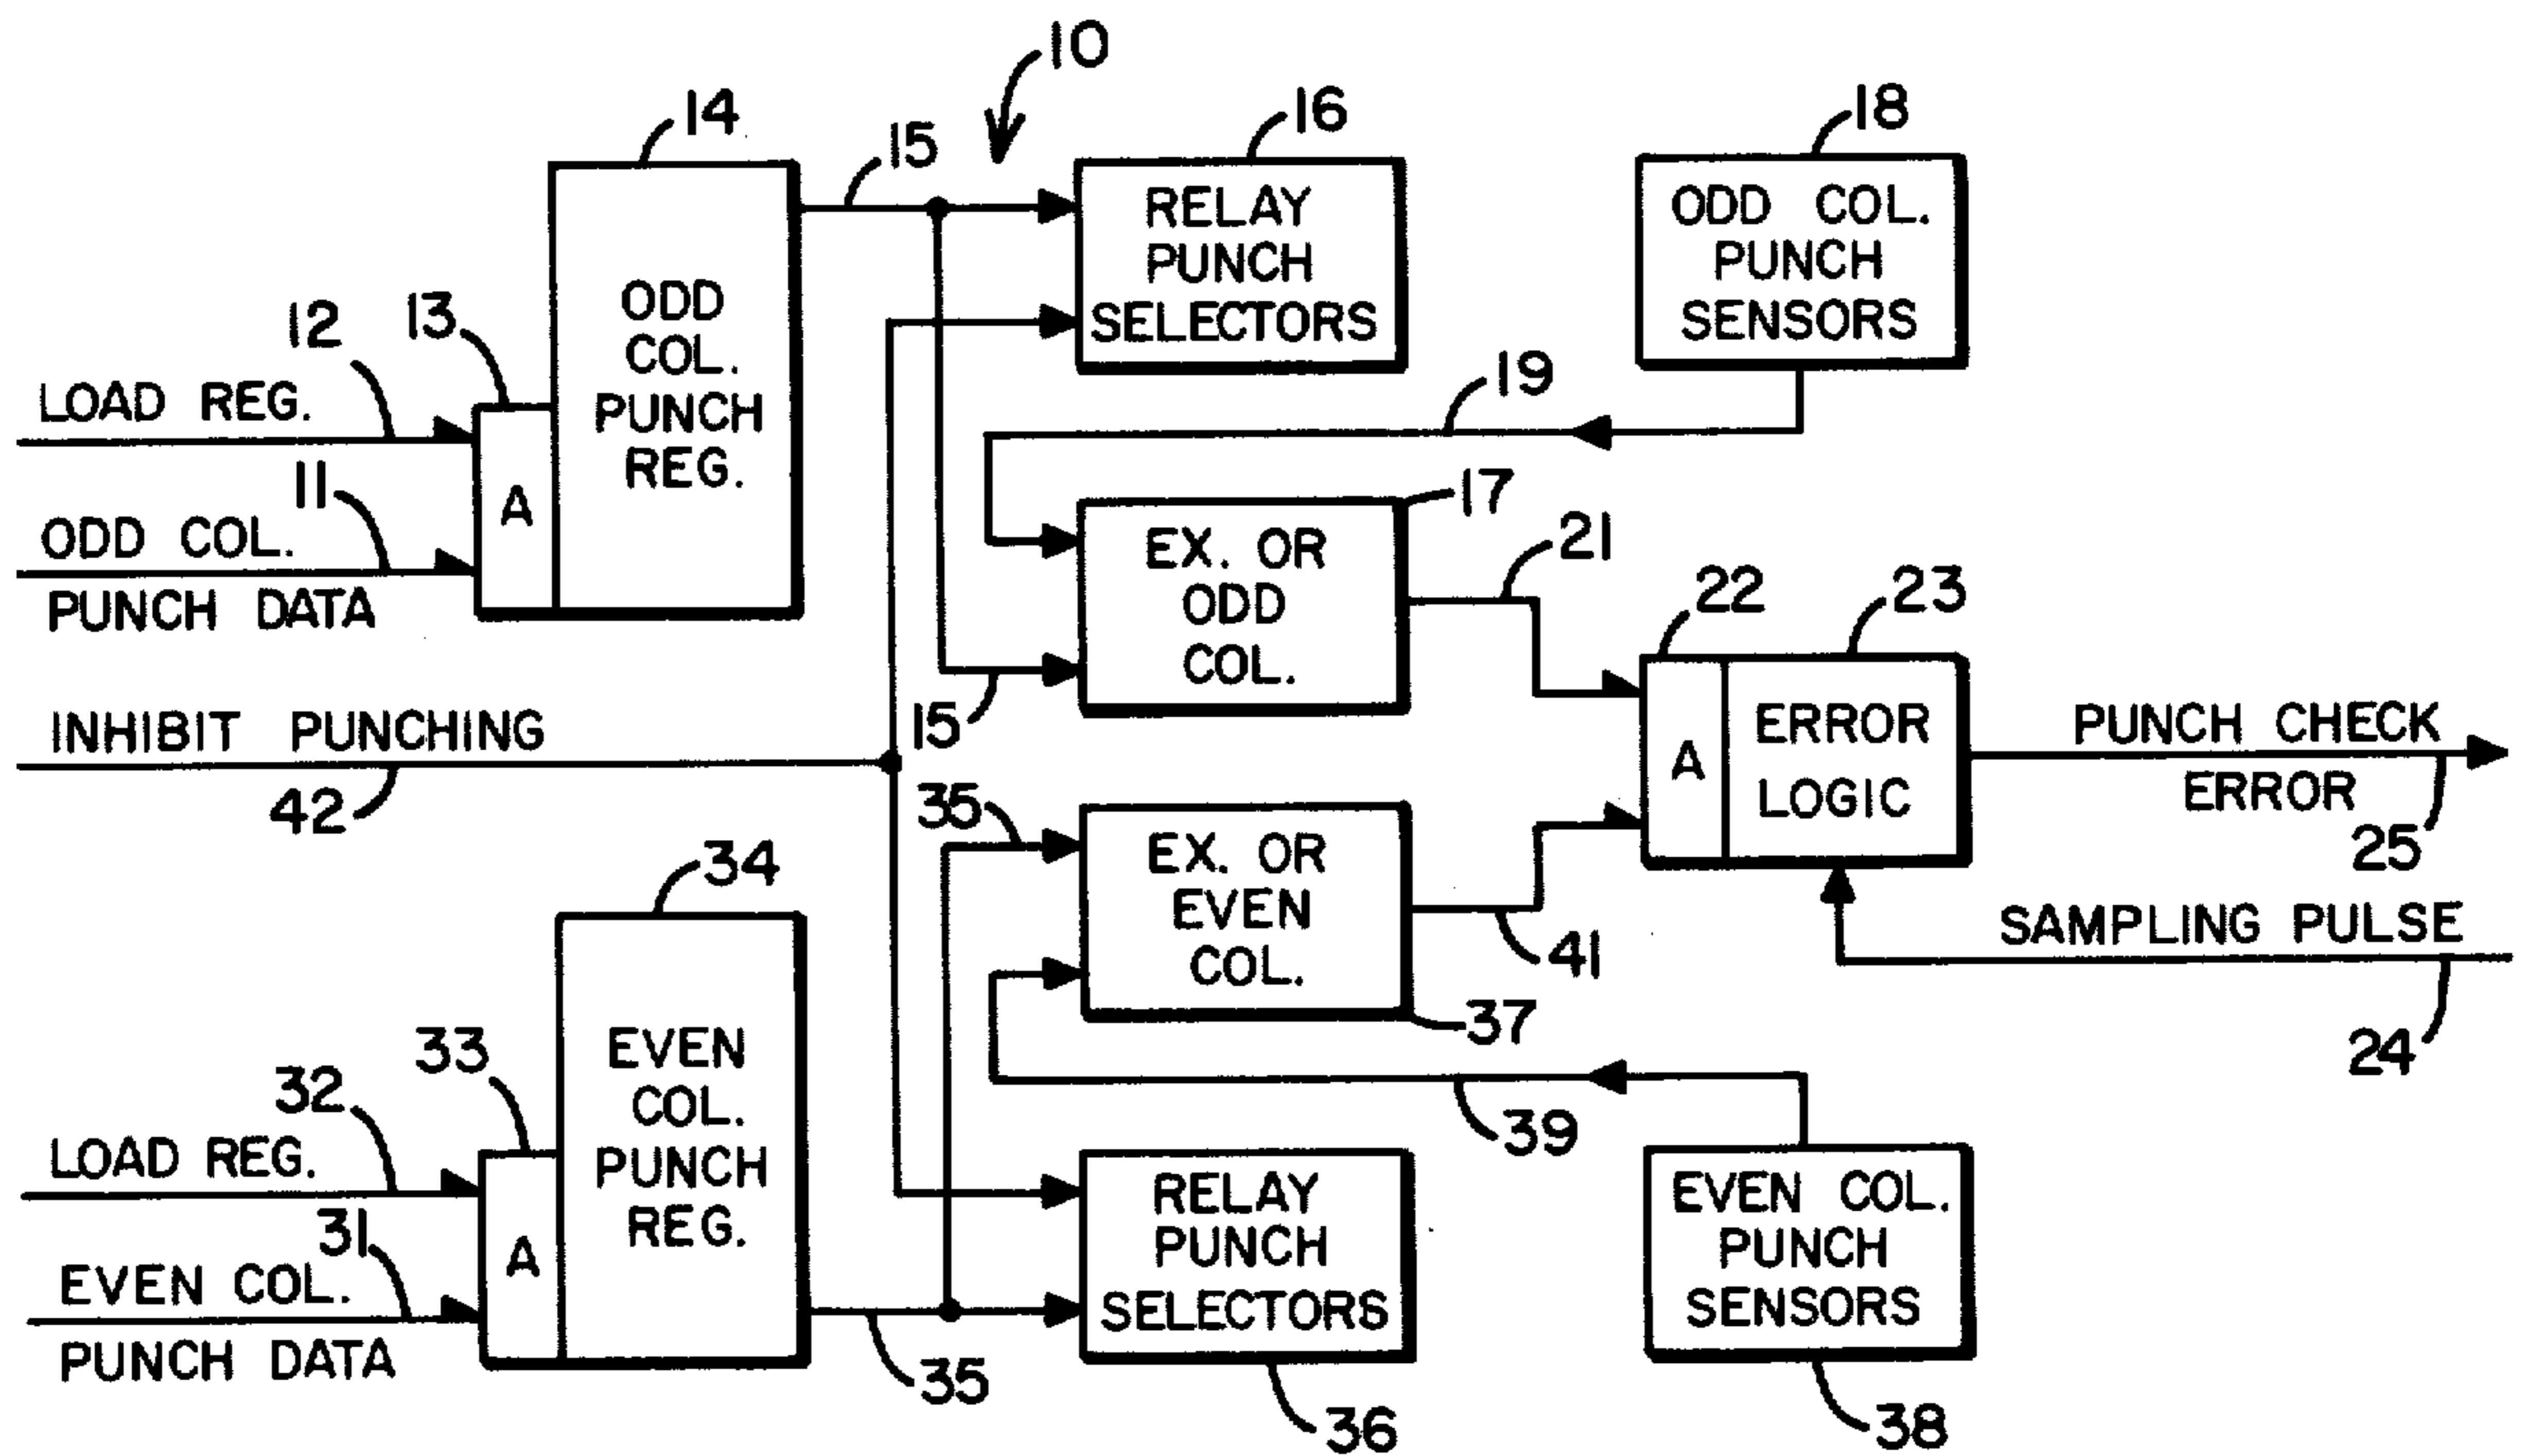 10
14
15
16
18
RELAY
PUNCH
SELECTORS
ODD COL.
PUNCH
SENSORS
12
13
ODD
COL.
PUNCH
REG.
LOAD REG.
19
11
A
ODD COL.
PUNCH DATA
17
EX. OR
ODD
COL.
21
22
23
15
INHIBIT PUNCHING
42
A
ERROR
LOGIC
PUNCH CHECK
ERROR
25
35
EX. OR
EVEN
COL.
41
SAMPLING PULSE
24
34
37
33
EVEN
COL.
PUNCH
REG.
32
LOAD REG.
39
31
A
EVEN COL.
PUNCH DATA
35
RELAY
PUNCH
SELECTORS
36
EVEN COL.
PUNCH
SENSORS
38